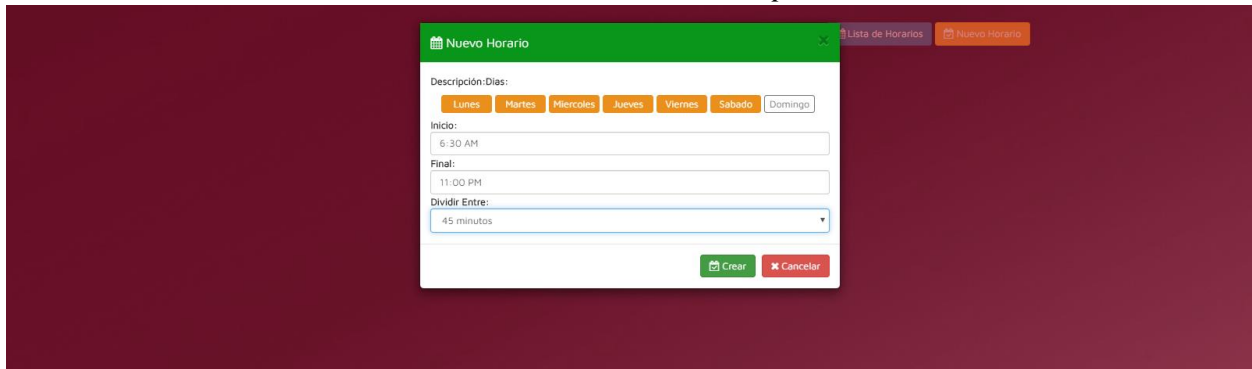 Nuevo Horario
Lista de Horarios Nuevo Horario
Descripción:Dias:
Lunes Martes Miercoles Jueves Viernes Sabado Domingo
Inicio:
6:30 AM
Final:
11:00 PM
Dividir Entre:
45 minutos
Crear Cancelar